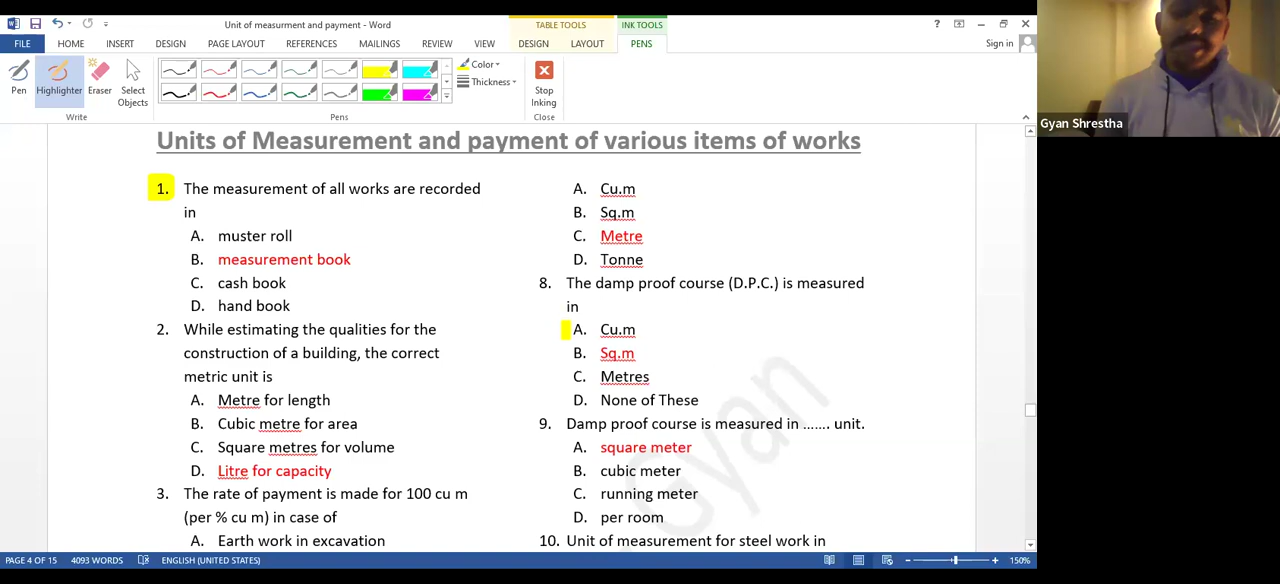 Unit of measurment and payment - Word
TABLE TOOLS
INK TOOLS
Sign in
FILE
HOME
INSERT
DESIGN
PAGE LAYOUT
REFERENCES
MAILINGS
REVIEW
VIEW
DESIGN
LAYOUT
PENS
Pen
Highlighter
Eraser
Select
Objects
Color
Thickness
Stop
Inking
Write
Pens
Close
Gyan Shrestha
Units of Measurement and payment of various items of works
1. The measurement of all works are recorded
in
A. muster roll
B. measurement book
C. cash book
D. hand book
2. While estimating the qualities for the
construction of a building, the correct
metric unit is
A. Metre for length
B. Cubic metre for area
C. Square metres for volume
D. Litre for capacity
3. The rate of payment is made for 100 cu m
(per % cu m) in case of
A. Earth work in excavation
A. Cu.m
B. Sq.m
C. Metre
D. Tonne
8. The damp proof course (D.P.C.) is measured
in
A. Cu.m
B. Sq.m
C. Metres
D. None of These
9. Damp proof course is measured in ....... unit.
A. square meter
B. cubic meter
C. running meter
D. per room
10. Unit of measurement for steel work in
Gyan
PAGE 4 OF 15
4093 WORDS
ENGLISH (UNITED STATES)
150%